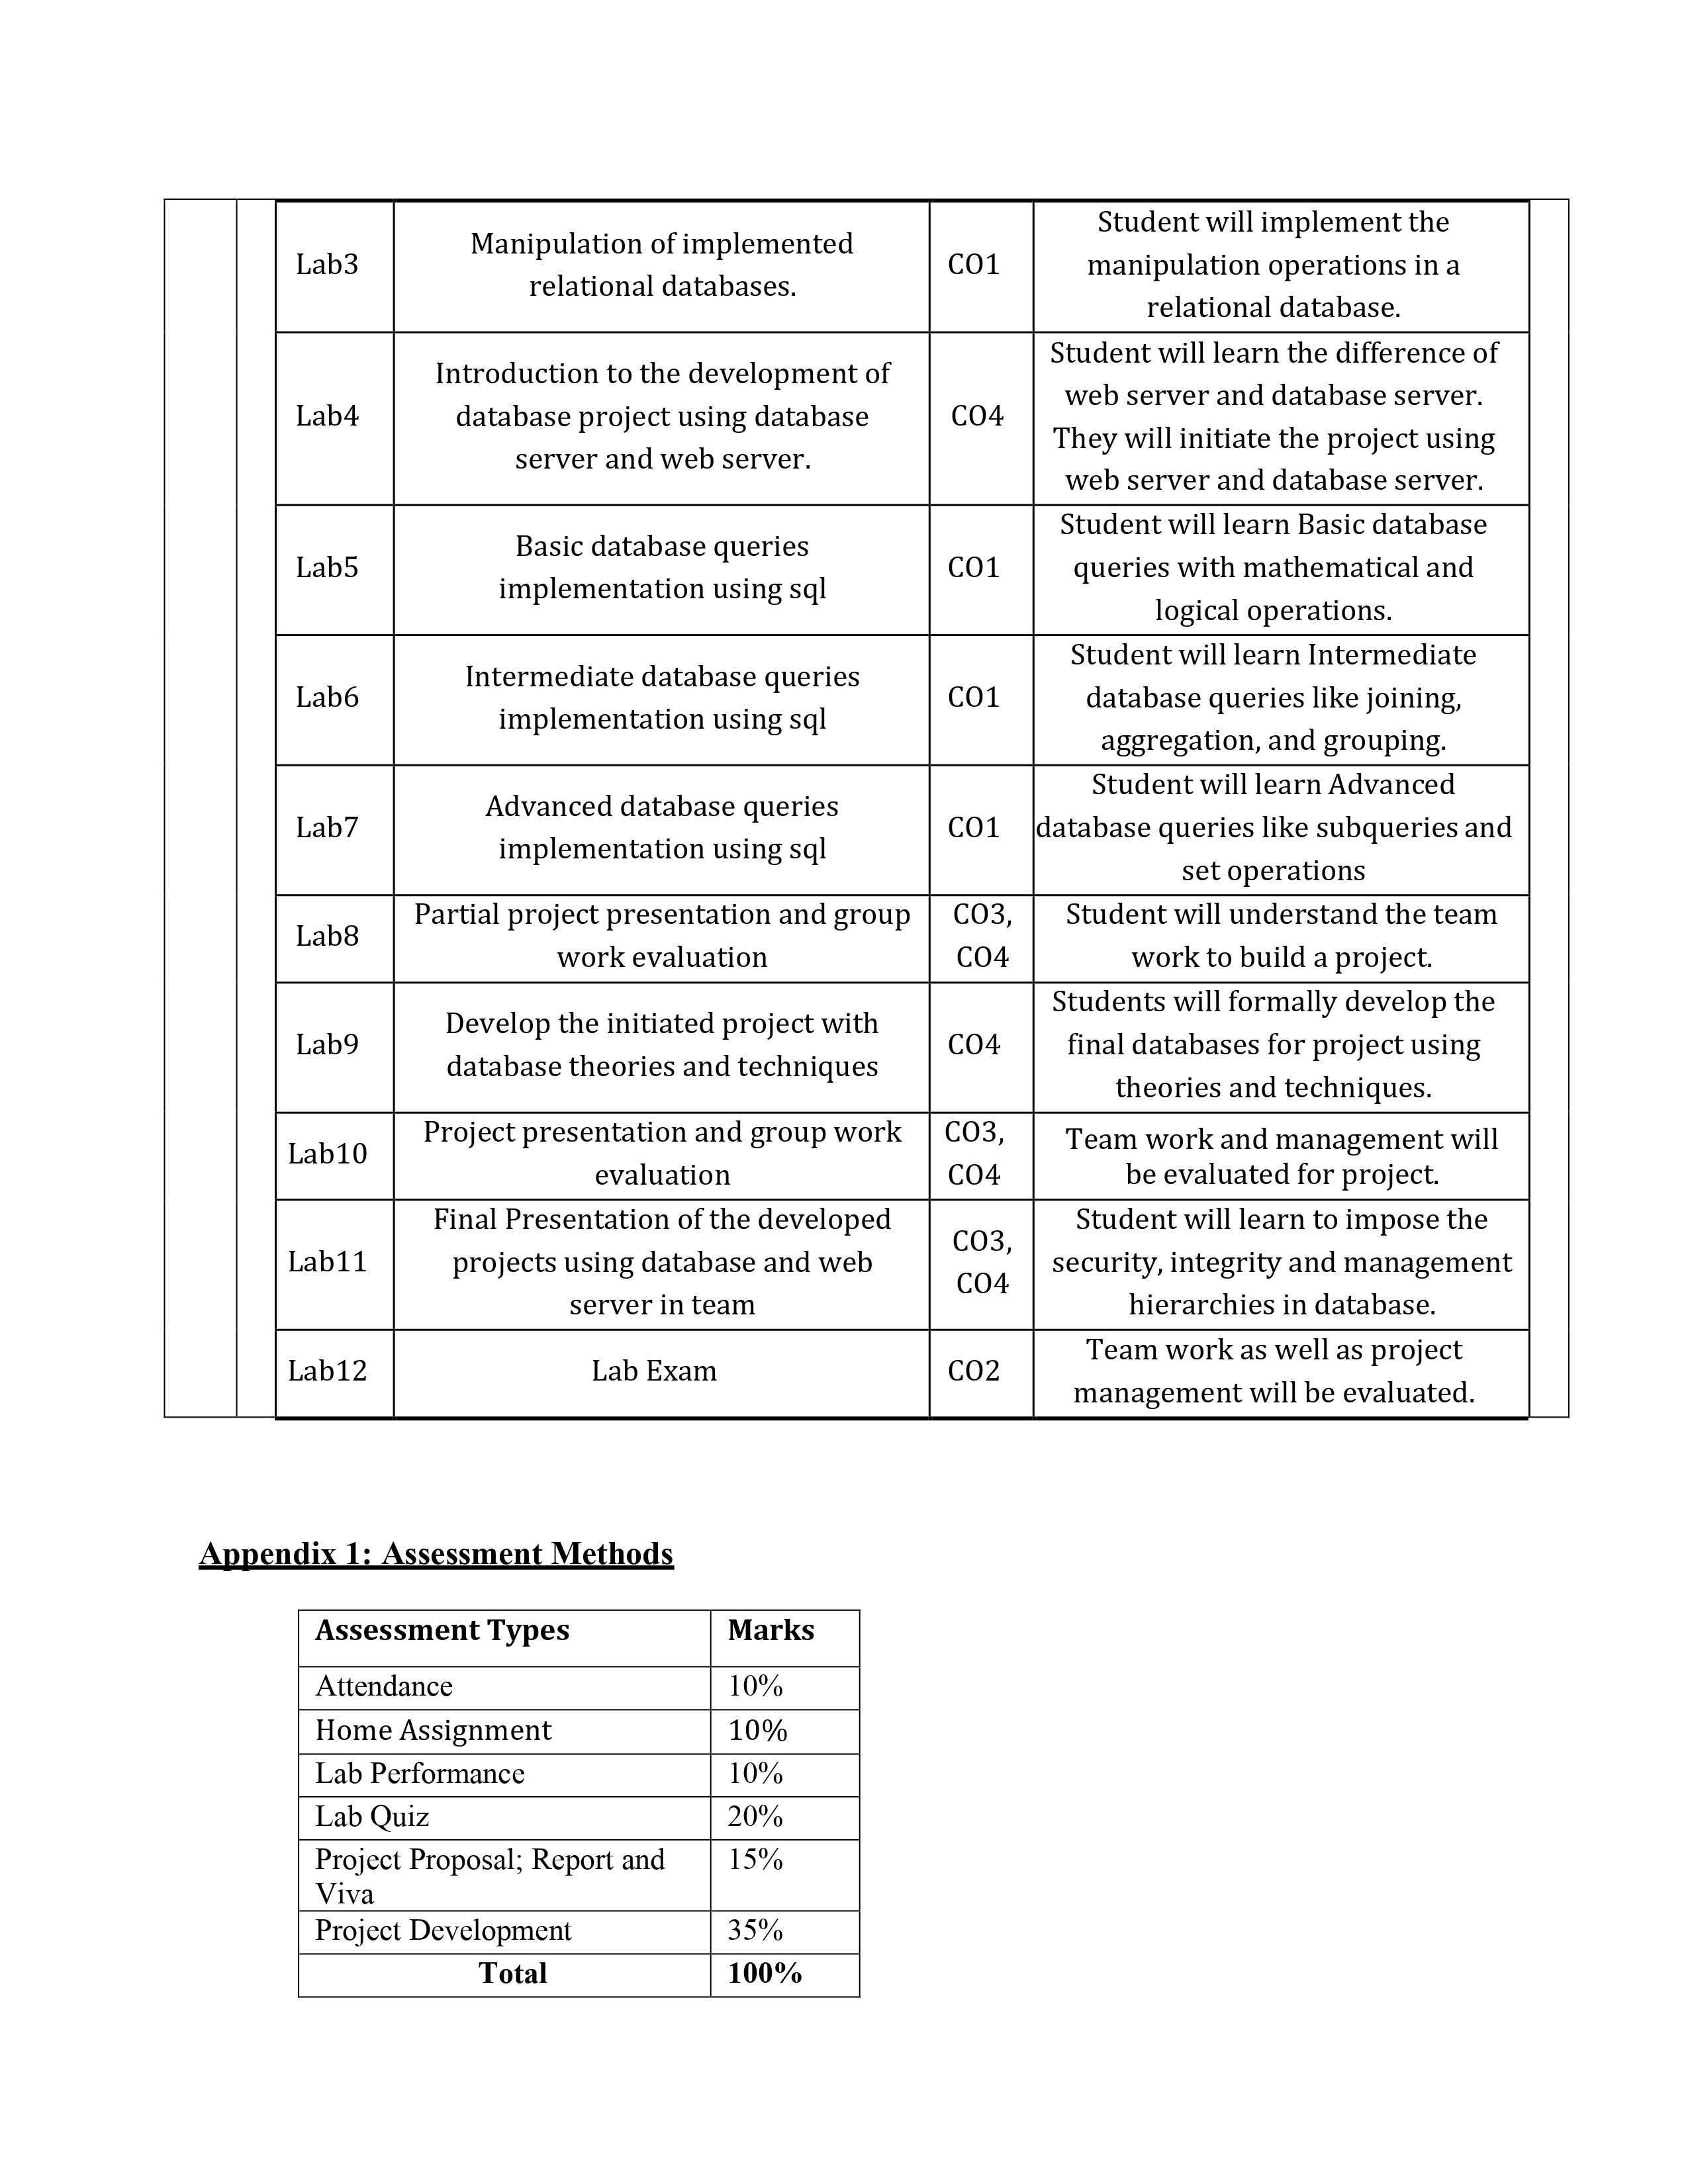 Lab3
Manipulation of implemented
relational databases.
CO1
Student will implement the
manipulation operations in a
relational database.
Lab4
Introduction to the development of
database project using database
server and web server.
CO4
Student will learn the difference of
web server and database server.
They will initiate the project using
web server and database server.
Lab5
Basic database queries
implementation using sql
CO1
Student will learn Basic database
queries with mathematical and
logical operations.
Lab6
Intermediate database queries
implementation using sql
CO1
Student will learn Intermediate
database queries like joining,
aggregation, and grouping.
Lab7
Advanced database queries
implementation using sql
CO1
Student will learn Advanced
database queries like subqueries and
set operations
Lab8
Partial project presentation and group
work evaluation
CO3,
CO4
Student will understand the team
work to build a project.
Lab9
Develop the initiated project with
database theories and techniques
CO4
Students will formally develop the
final databases for project using
theories and techniques.
Lab10
Project presentation and group work
evaluation
CO3,
CO4
Team work and management will
be evaluated for project.
Lab11
Final Presentation of the developed
projects using database and web
server in team
CO3,
CO4
Student will learn to impose the
security, integrity and management
hierarchies in database.
Lab12
Lab Exam
CO2
Team work as well as project
management will be evaluated.
Appendix 1: Assessment Methods
Assessment Types Marks
Attendance 10%
Home Assignment 10%
Lab Performance 10%
Lab Quiz 20%
Project Proposal; Report and
Viva
15%
Project Development 35%
Total 100%